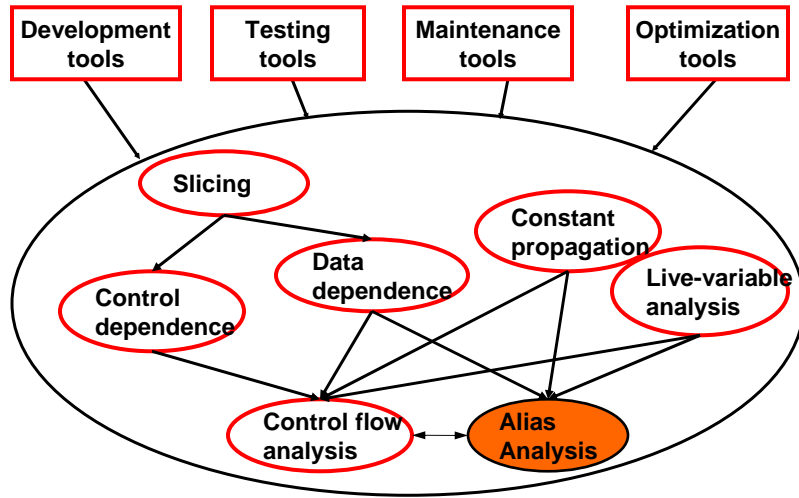 Development
tools
Testing
tools
Maintenance
tools
Optimization
tools
Slicing
Constant
propagation
Data
dependence
Live-variable
analysis
Control
dependence
Control flow
analysis
Alias
Analysis